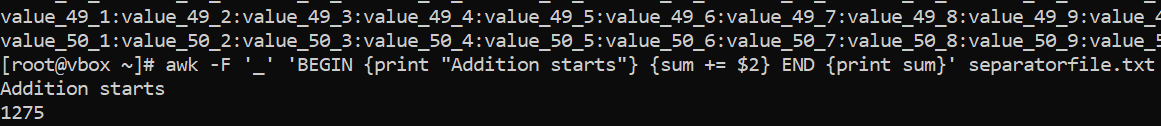 value_49_1:value_49_2:value_49_3:value_49_4:value_49_5:value_49_6:value_49_7:value_49_8:value_49_9:value_4
value_50_1:value_50_2:value_50_3:value_50_4:value_50_5:value_50_6:value_50_7:value_50_8:value_50_9:value_5
[root@vbox ~]# awk -F '_' 'BEGIN {print "Addition starts"} {sum += $2} END {print sum}' separatorfile.txt
Addition starts
1275